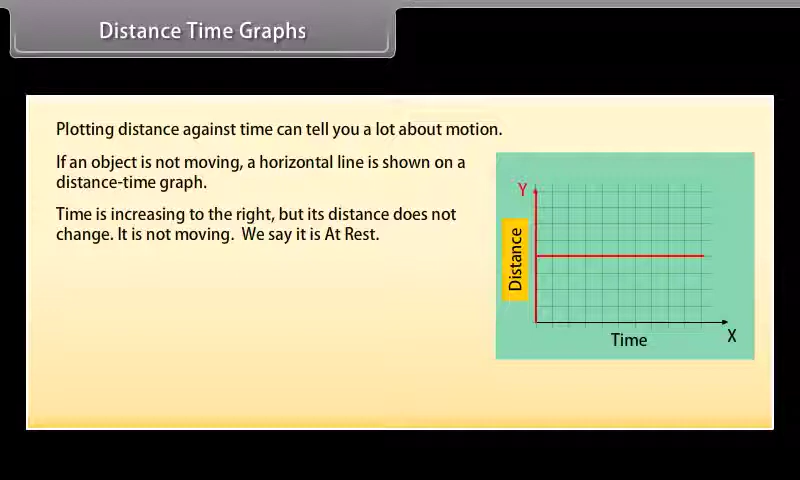 Distance Time Graphs
Plotting distance against time can tell you a lot about motion.
If an object is not moving, a horizontal line is shown on a
distance-time graph.
Time is increasing to the right, but its distance does not
change. It is not moving.  We say it is At Rest.
Y
Distance
Time
X